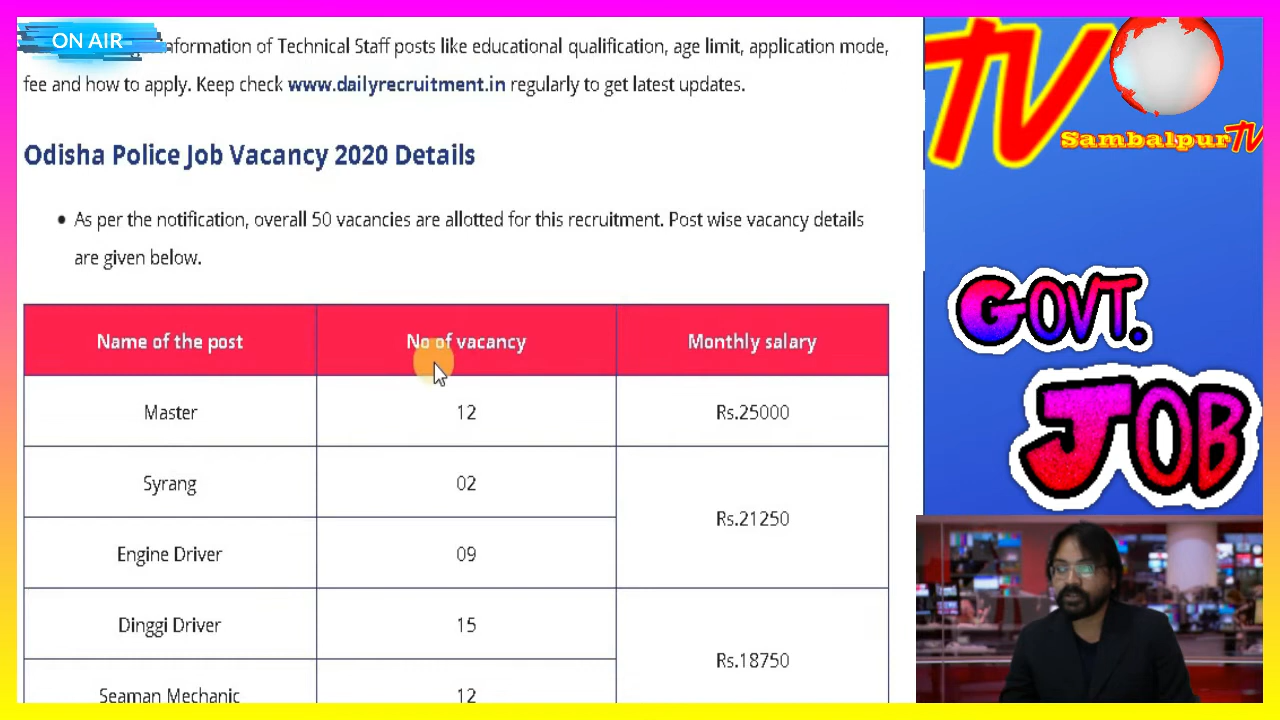 ON AIR
information of Technical Staff posts like educational qualification, age limit, application mode,
fee and how to apply. Keep check www.dailyrecruitment.in regularly to get latest updates.
Odisha Police Job Vacancy 2020 Details
• As per the notification, overall 50 vacancies are allotted for this recruitment. Post wise vacancy details
are given below.
Name of the post No of vacancy Monthly salary
Master 12 Rs.25000
Syrang 02
Rs.21250
Engine Driver 09
Dinggi Driver 15
Rs.18750
Seaman Mechanic 12
TV
SambalpurTV
GOVT.
JOB